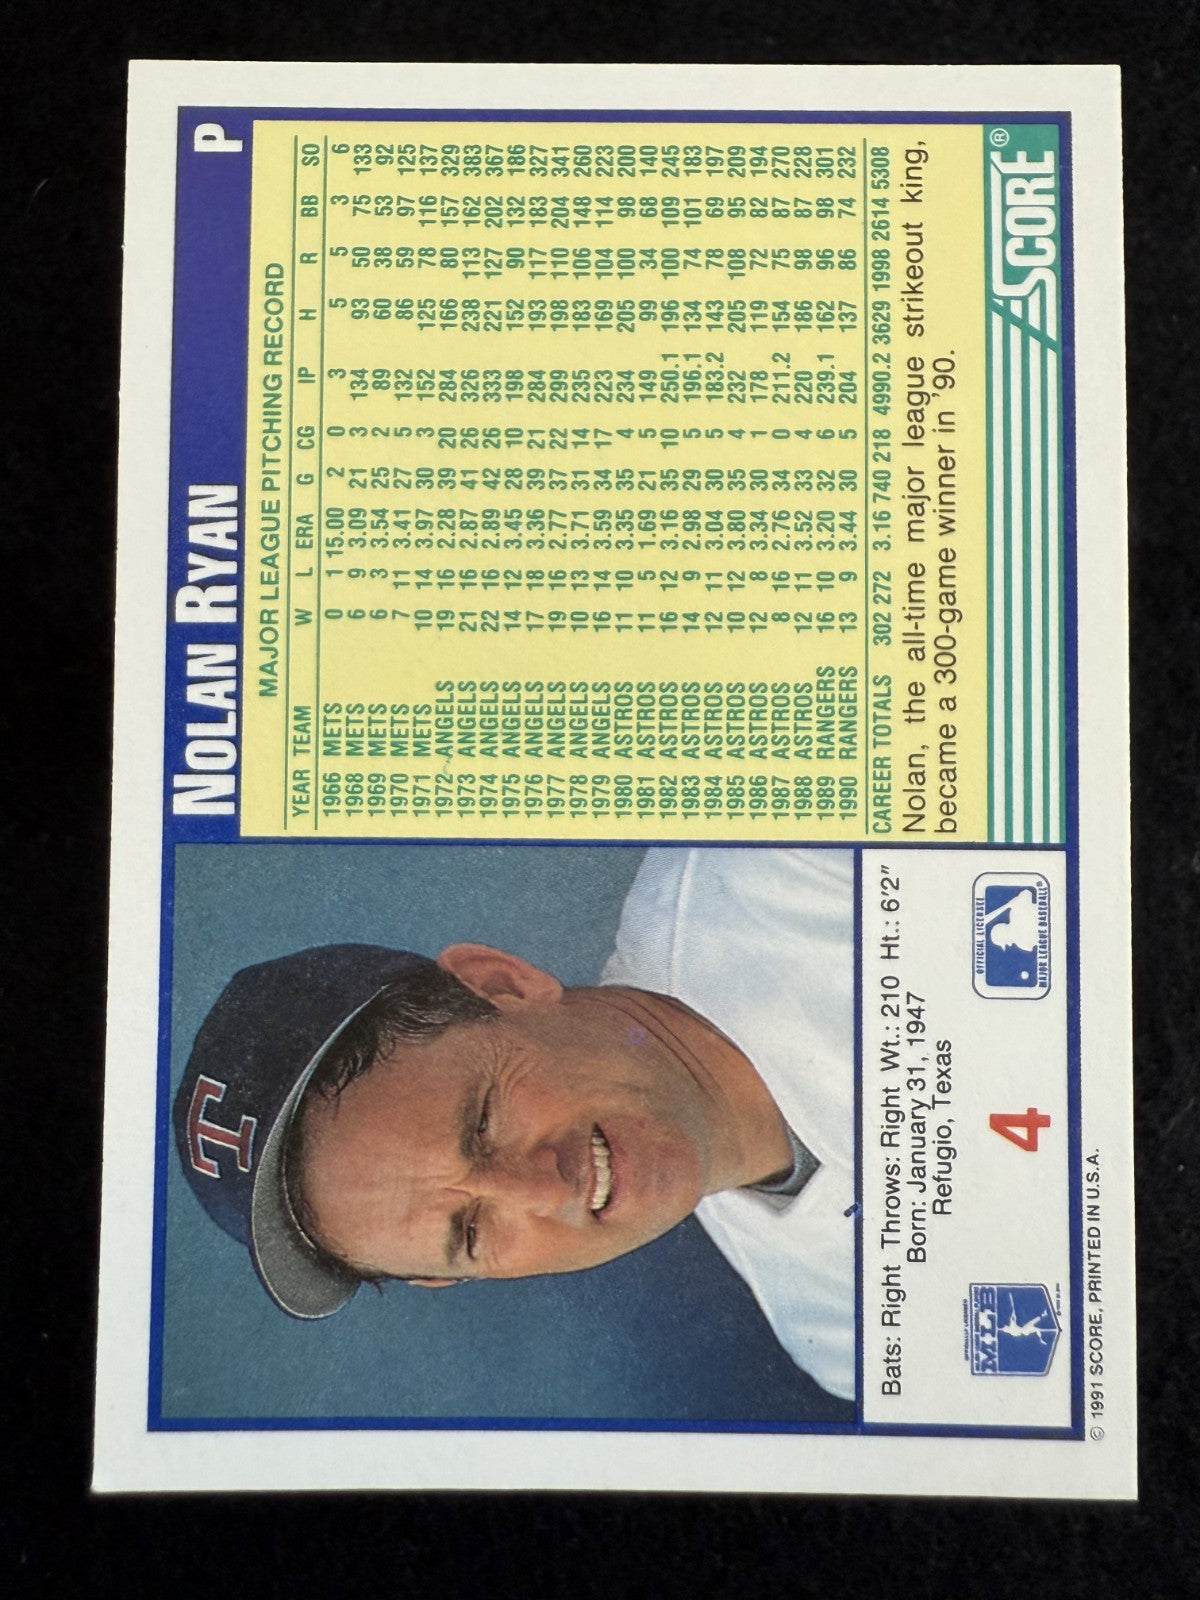 NOLAN RYAN P
MAJOR LEAGUE PITCHING RECORD
YEAR TEAM W L ERA G CG IP H R BB SO
1966 METS 0 1 15.00 2 0 3 5 5 3 6
1968 METS 6 9 3.09 21 3 134 93 50 75 133
1969 METS 6 3 3.54 25 2 89 60 38 53 92
1970 METS 7 11 3.41 27 5 132 86 59 97 125
1971 METS 10 14 3.97 30 3 152 125 78 116 137
1972 ANGELS 19 16 2.28 39 20 284 166 80 157 329
1973 ANGELS 21 16 2.87 41 26 326 238 113 162 383
1974 ANGELS 22 16 2.89 42 26 333 221 127 202 367
1975 ANGELS 14 12 3.45 28 10 198 152 90 132 186
1976 ANGELS 17 18 3.36 39 21 284 193 117 183 327
1977 ANGELS 19 16 2.77 37 22 299 198 110 204 341
1978 ANGELS 10 13 3.71 31 14 235 183 106 148 260
1979 ANGELS 16 14 3.59 34 17 223 169 104 114 223
1980 ASTROS 11 10 3.35 35 4 234 205 100 98 200
1981 ASTROS 11 5 1.69 21 5 149 99 34 68 140
1982 ASTROS 16 12 3.16 35 10 250.1 196 100 109 245
1983 ASTROS 14 9 2.98 29 5 196.1 134 74 101 183
1984 ASTROS 12 11 3.04 30 5 183.2 143 78 69 197
1985 ASTROS 10 12 3.80 35 4 232 205 108 95 209
1986 ASTROS 12 8 3.34 30 1 178 119 72 82 194
1987 ASTROS 8 16 2.76 34 0 211.2 154 75 87 270
1988 ASTROS 12 11 3.52 33 4 220 186 98 87 228
1989 RANGERS 16 10 3.20 32 6 239.1 162 96 98 301
1990 RANGERS 13 9 3.44 30 5 204 137 86 74 232
CAREER TOTALS 302 272 3.16 740 218 4990.2 3629 1998 2614 5308
Nolan, the all-time major league strikeout king,
became a 300-game winner in '90.
SCORE®
T
Bats: Right Throws: Right Wt.: 210 Ht.: 6'2"
Born: January 31, 1947
Refugio, Texas
4
OFFICIAL LICENSEE
MAJOR LEAGUE BASEBALL®
MLB
© 1991 SCORE, PRINTED IN U.S.A.